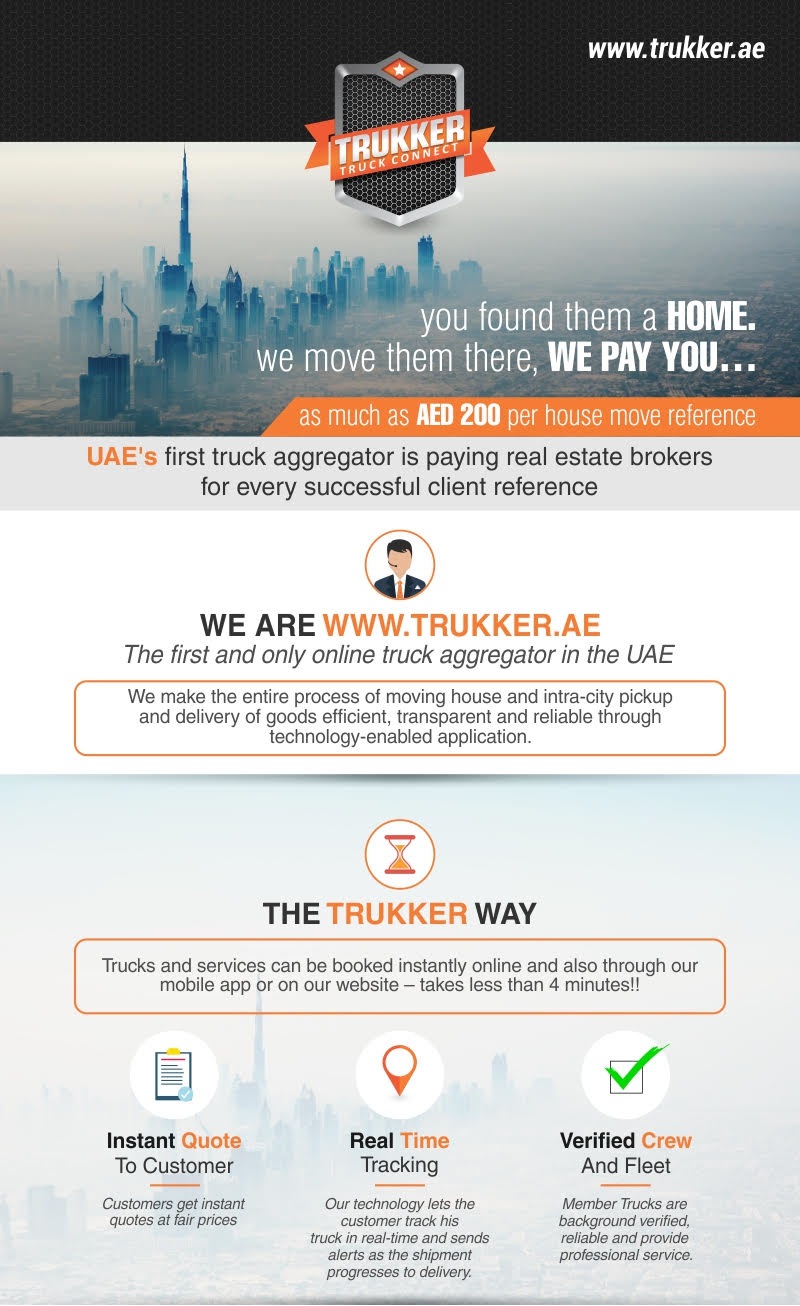 www.trukker.ae
TRUKKER
TRUCK CONNECT
you found them a HOME.
we move them there, WE PAY YOU...
as much as AED 200 per house move reference
UAE's first truck aggregator is paying real estate brokers
for every successful client reference
WE ARE WWW.TRUKKER.AE
The first and only online truck aggregator in the UAE
We make the entire process of moving house and intra-city pickup
and delivery of goods efficient, transparent and reliable through
technology-enabled application.
THE TRUKKER WAY
Trucks and services can be booked instantly online and also through our
mobile app or on our website – takes less than 4 minutes!!
Instant Quote
To Customer
Customers get instant
quotes at fair prices
Real Time
Tracking
Our technology lets the
customer track his
truck in real-time and sends
alerts as the shipment
progresses to delivery.
Verified Crew
And Fleet
Member Trucks are
background verified,
reliable and provide
professional service.